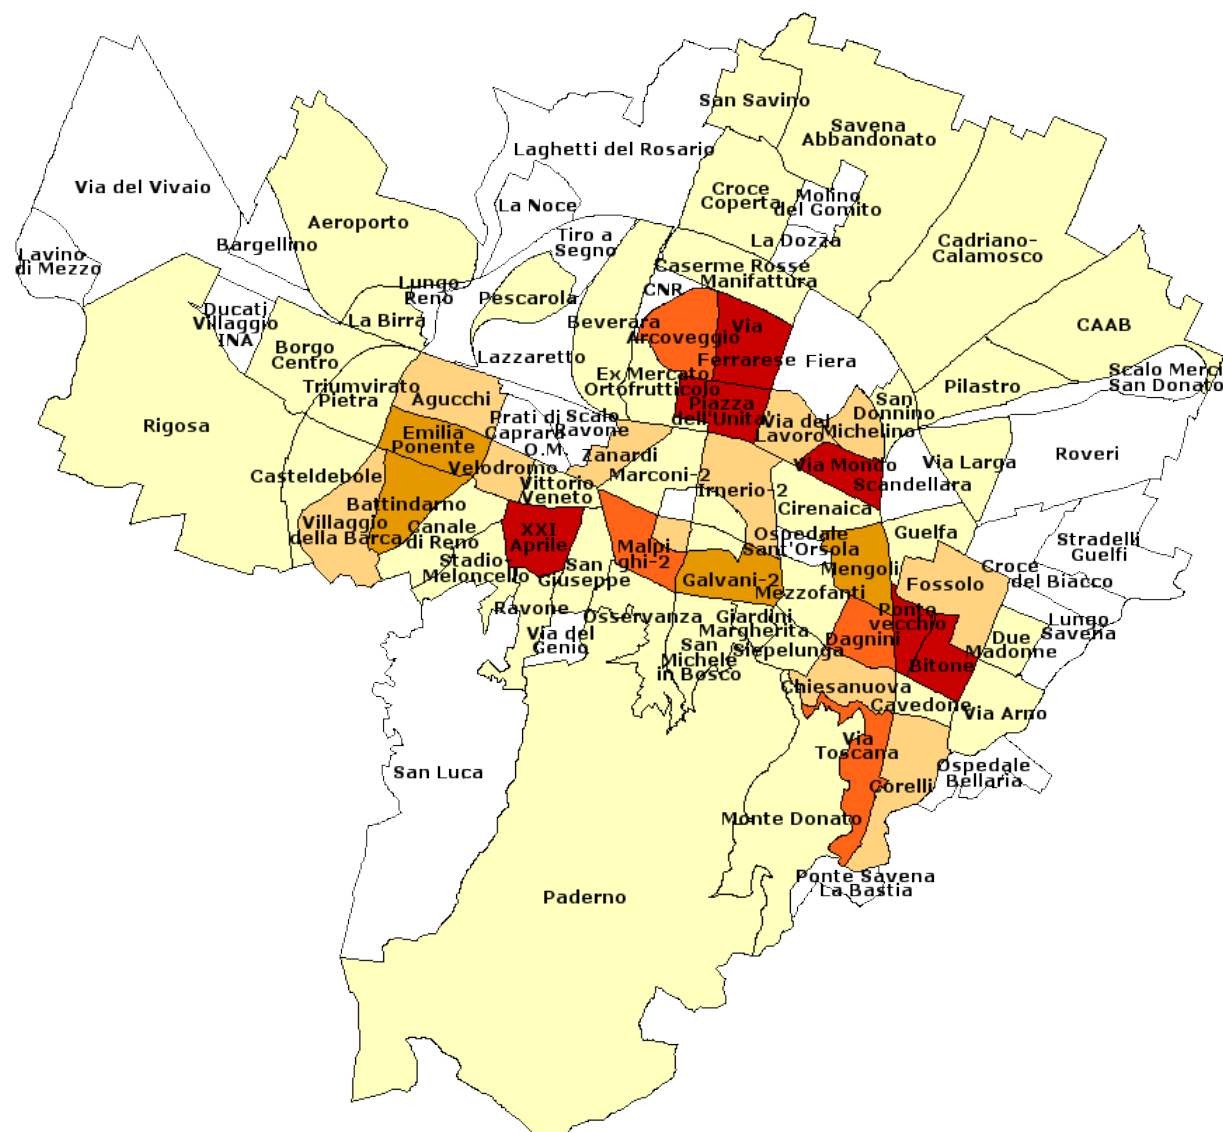 San Savino
Savena
Abbandonato
Laghetti del Rosario
Via del Vivaio
Croce
Coperta
Molino
del Gomito
La Noce
Aeroporto
Tiro a
Segno
La Dozza
Bargellino
Cadriano-
Calamosco
Lavino
di Mezzo
Caserme Rosse
Manifattura
Lungo
Reno
CNR
Pescarola
Ducati
Villaggio
INA
La Birra
Beverara
Arcoveggio
Via
Ferrarese
CAAB
Borgo
Centro
Lazzaretto
Fiera
Scalo Merci
San Donato
Ex Mercato
Ortofrutticolo
Triumvirato
Pietra
Pilastro
Agucchi
Piazza
dell'Unita'
San
Donnino
Prati di
Caprara
O.M.
Scalo
Ravone
Via del
Lavoro
Michelino
Rigosa
Emilia
Ponente
Zanardi
Roveri
Velodromo
Marconi-2
Via Mondo
Via Larga
Casteldebole
Vittorio
Veneto
Irnerio-2
Scandellara
Battindarno
Cirenaica
Villaggio
della Barca
Canale
di Reno
XXI
Aprile
Ospedale
Sant'Orsola
Guelfa
Stradelli
Guelfi
Malpi
ghi-2
Stadio-
Meloncello
San
Giuseppe
Galvani-2
Mezzofanti
Mengoli
Fossolo
Croce
del Biacco
Ravone
Osservanza
Giardini
Margherita
Ponte
vecchio
Lungo
Savena
Via del
Genio
San
Michele
in Bosco
Siepelunga
Dagnini
Due
Madonne
Bitone
Chiesanuova
Cavedone
Via Arno
San Luca
Via
Toscana
Ospedale
Bellaria
Corelli
Monte Donato
Paderno
Ponte Savena
La Bastia